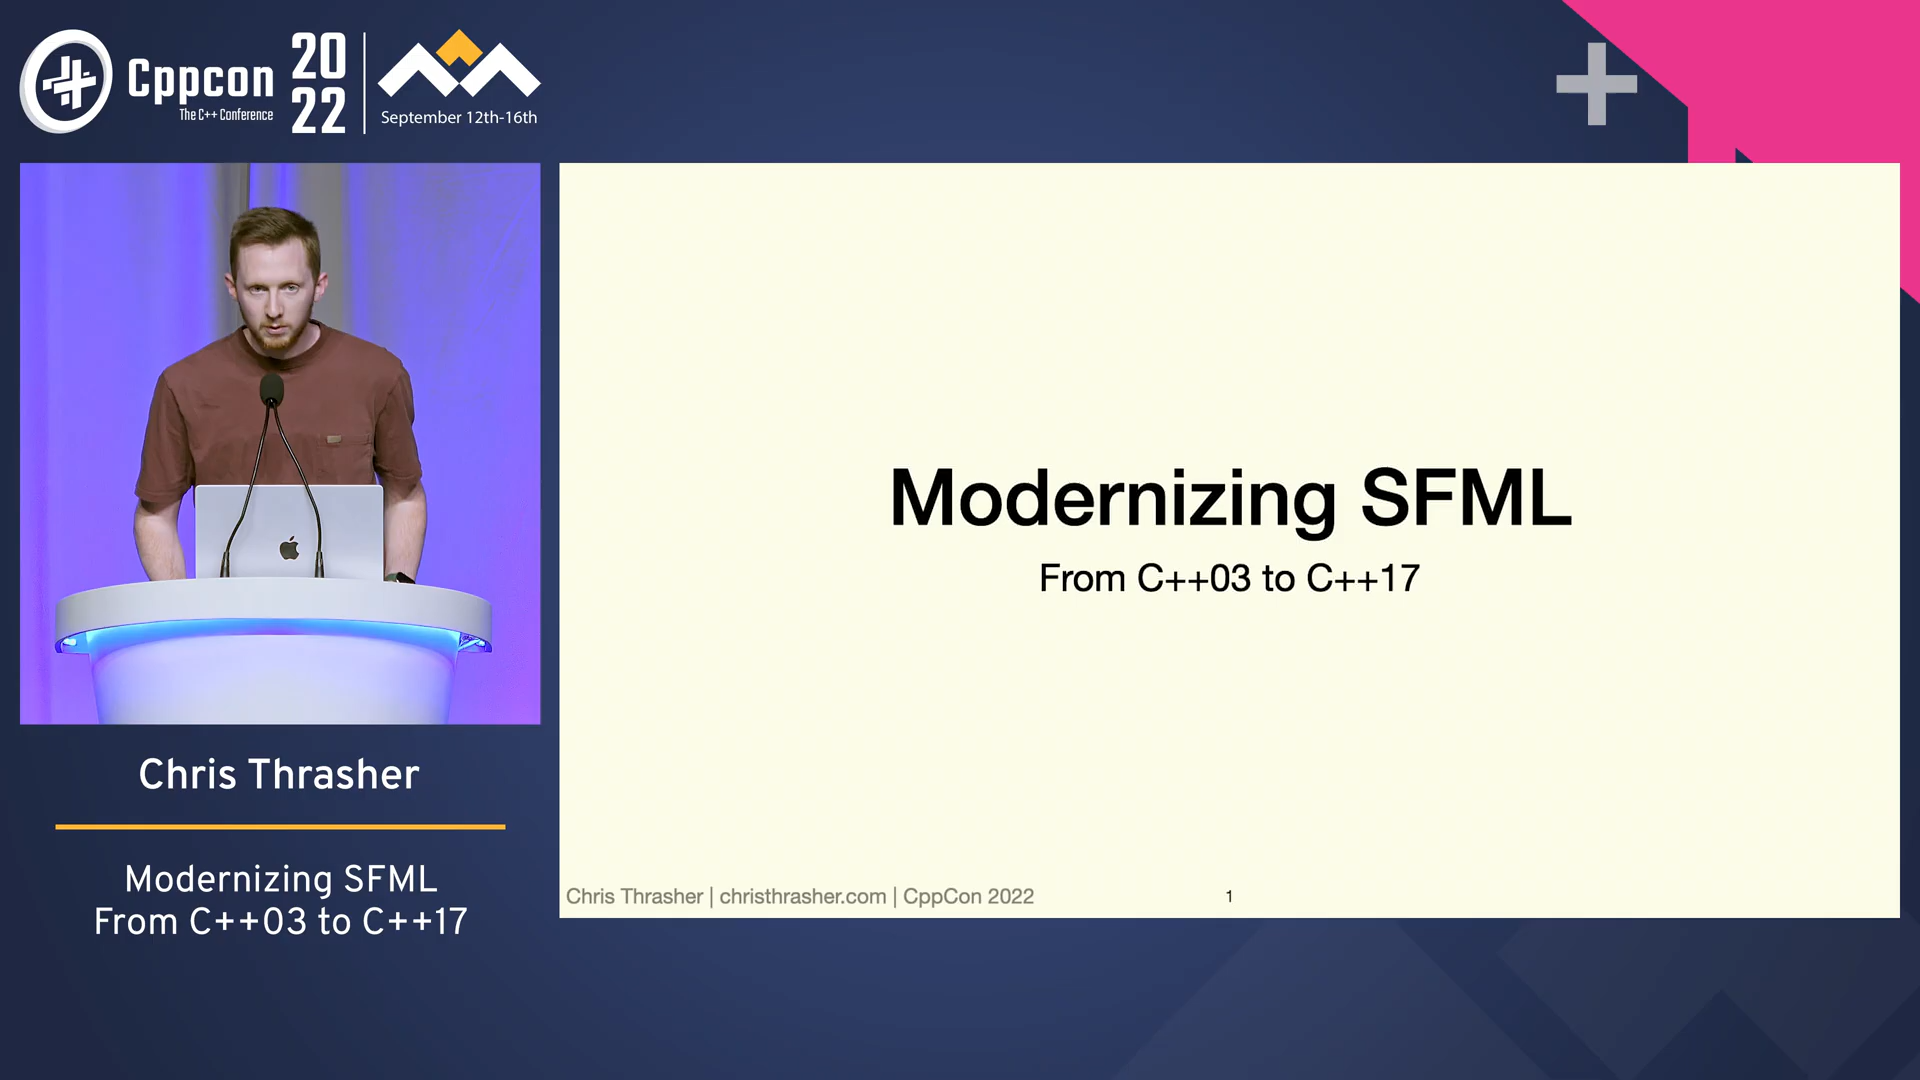 Cppcon
The C++ Conference
20
22
September 12th-16th
Modernizing SFML
From C++03 to C++17
Chris Thrasher | christhrasher.com | CppCon 2022
1
Chris Thrasher
Modernizing SFML
From C++03 to C++17